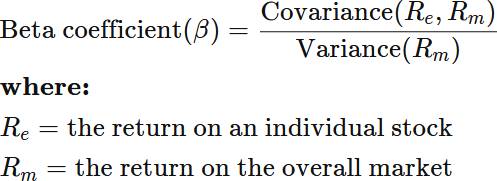 Beta coefficient(β) = Covariance(Rₑ, Rₘ) / Variance(Rₘ)
where:
Rₑ = the return on an individual stock
Rₘ = the return on the overall market